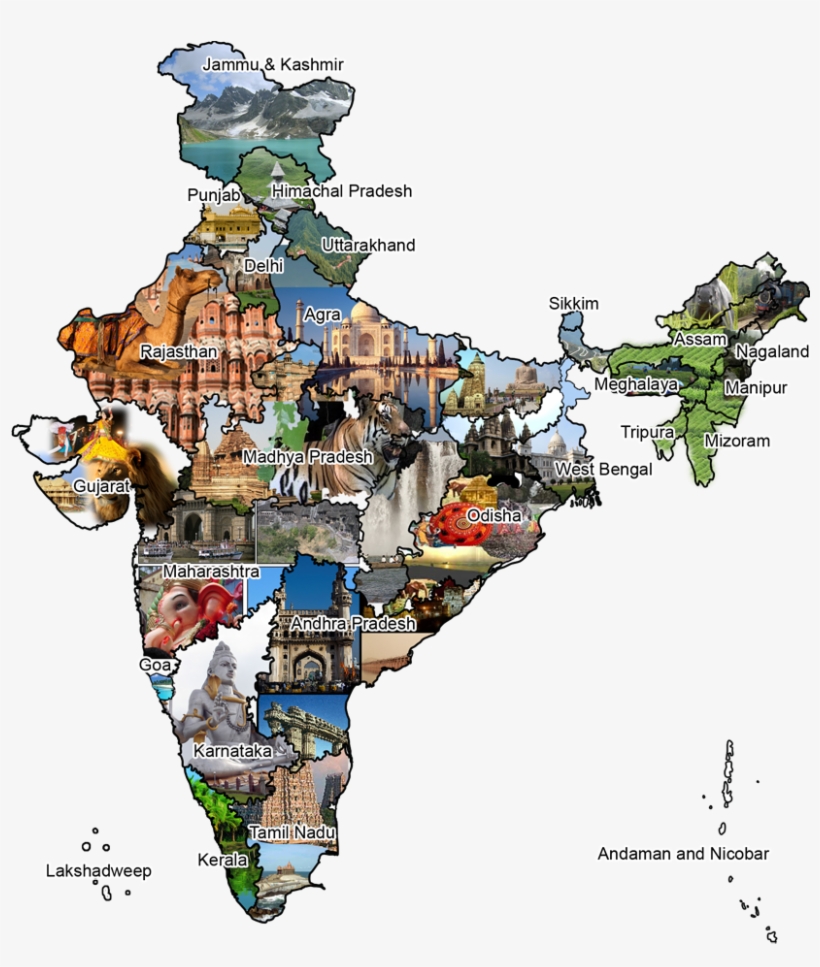 Jammu & Kashmir
Punjab
Himachal Pradesh
Uttarakhand
Delhi
Sikkim
Agra
Assam
Rajasthan
Nagaland
Meghalaya
Manipur
Tripura
Mizoram
Madhya Pradesh
West Bengal
Gujarat
Odisha
Maharashtra
Andhra Pradesh
Goa
Karnataka
Tamil Nadu
Kerala
Lakshadweep
Andaman and Nicobar